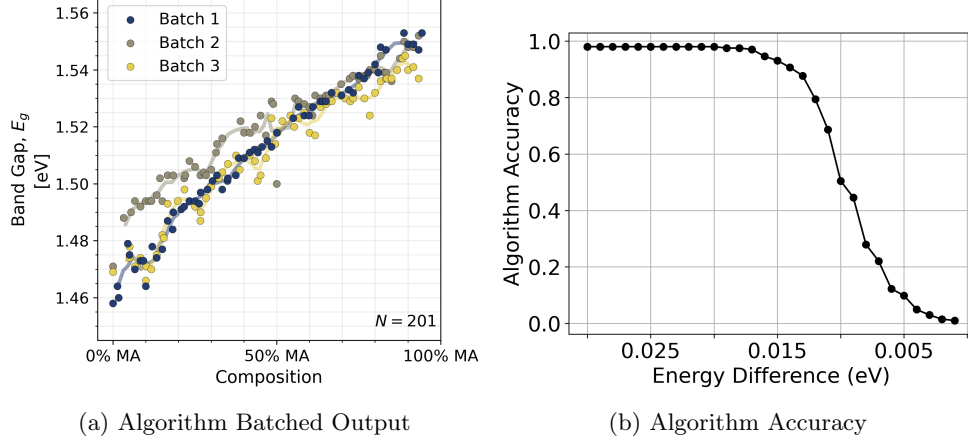 1.56
1.54
1.52
1.50
1.48
1.46
Band Gap, E_g
[eV]
Batch 1
Batch 2
Batch 3
N = 201
0% MA
50% MA
100% MA
Composition
(a) Algorithm Batched Output
1.0
0.8
0.6
0.4
0.2
0.0
Algorithm Accuracy
0.025
0.015
0.005
Energy Difference (eV)
(b) Algorithm Accuracy